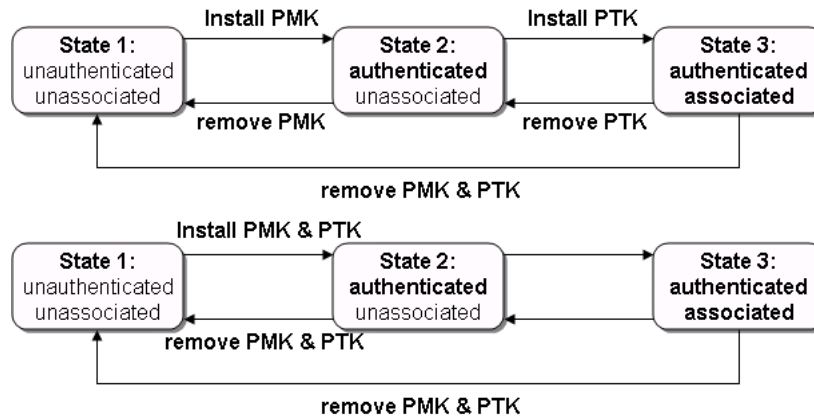 Install PMK
Install PTK
State 1:
unauthenticated
unassociated
State 2:
authenticated
unassociated
State 3:
authenticated
associated
remove PMK
remove PTK
remove PMK & PTK
Install PMK & PTK
State 1:
unauthenticated
unassociated
State 2:
authenticated
unassociated
State 3:
authenticated
associated
remove PMK & PTK
remove PMK & PTK